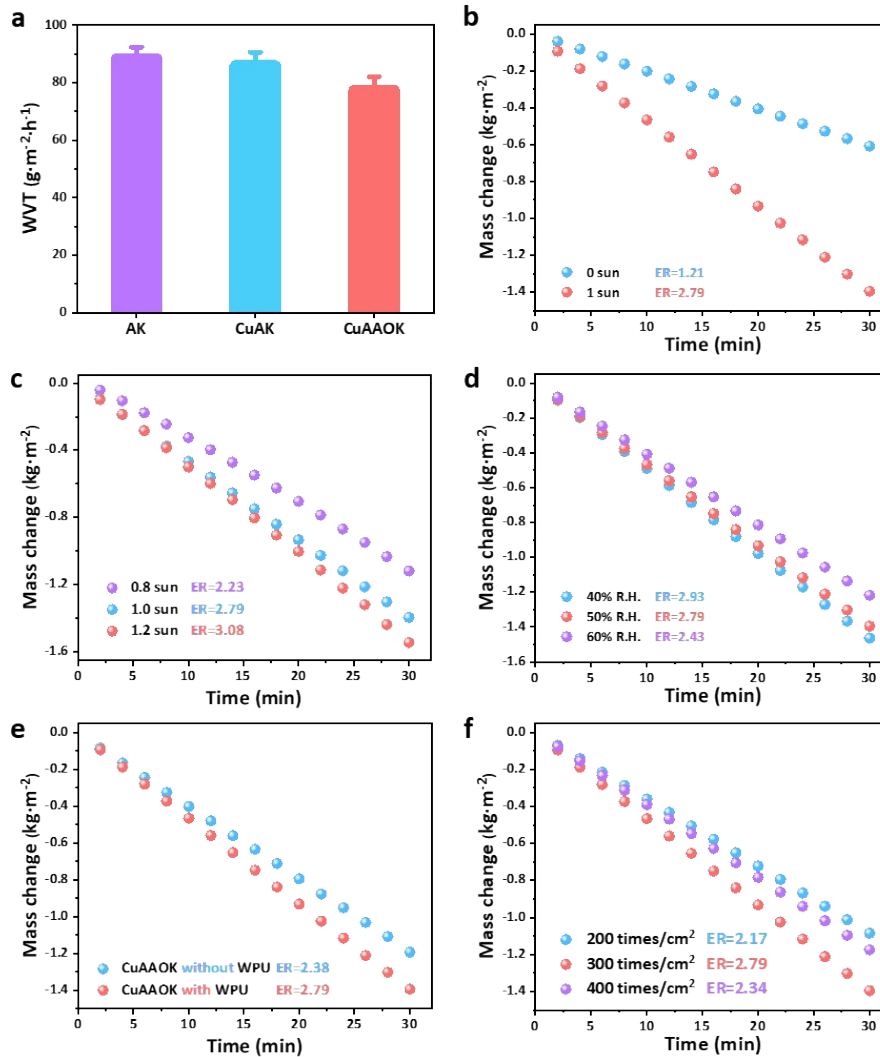 a
WVT (g·m⁻²·h⁻¹)
100
80
60
40
20
0
AK CuAK CuAAOK
b
Mass change (kg·m⁻²)
0.0
-0.2
-0.4
-0.6
-0.8
-1.0
-1.2
-1.4
0 sun ER=1.21
1 sun ER=2.79
0 5 10 15 20 25 30
Time (min)
c
Mass change (kg·m⁻²)
0.0
-0.4
-0.8
-1.2
-1.6
0.8 sun ER=2.23
1.0 sun ER=2.79
1.2 sun ER=3.08
0 5 10 15 20 25 30
Time (min)
d
Mass change (kg·m⁻²)
0.0
-0.2
-0.4
-0.6
-0.8
-1.0
-1.2
-1.4
-1.6
40% R.H. ER=2.93
50% R.H. ER=2.79
60% R.H. ER=2.43
0 5 10 15 20 25 30
Time (min)
e
Mass change (kg·m⁻²)
0.0
-0.2
-0.4
-0.6
-0.8
-1.0
-1.2
-1.4
CuAAOK without WPU ER=2.38
CuAAOK with WPU ER=2.79
0 5 10 15 20 25 30
Time (min)
f
Mass change (kg·m⁻²)
0.0
-0.2
-0.4
-0.6
-0.8
-1.0
-1.2
-1.4
200 times/cm² ER=2.17
300 times/cm² ER=2.79
400 times/cm² ER=2.34
0 5 10 15 20 25 30
Time (min)